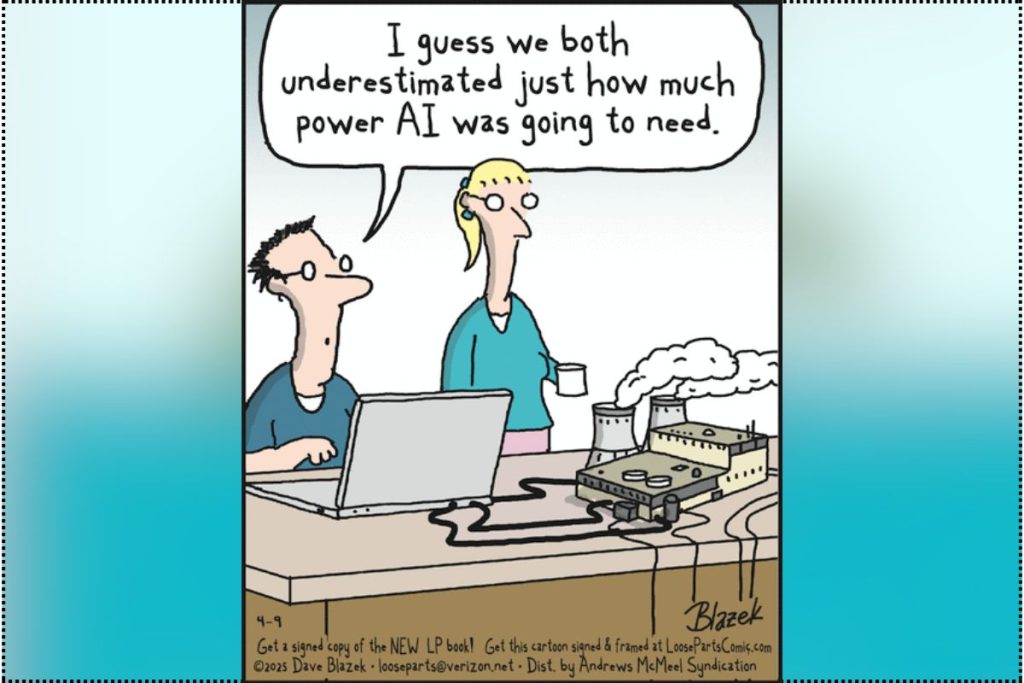 I guess we both
underestimated just how much
power AI was going to need.
Blazek
4-9
Get a signed copy of the NEW LP book! Get this cartoon signed & framed at LoosePartsComic.com
©2025 Dave Blazek · looseparts@verizon.net · Dist. by Andrews McMeel Syndication